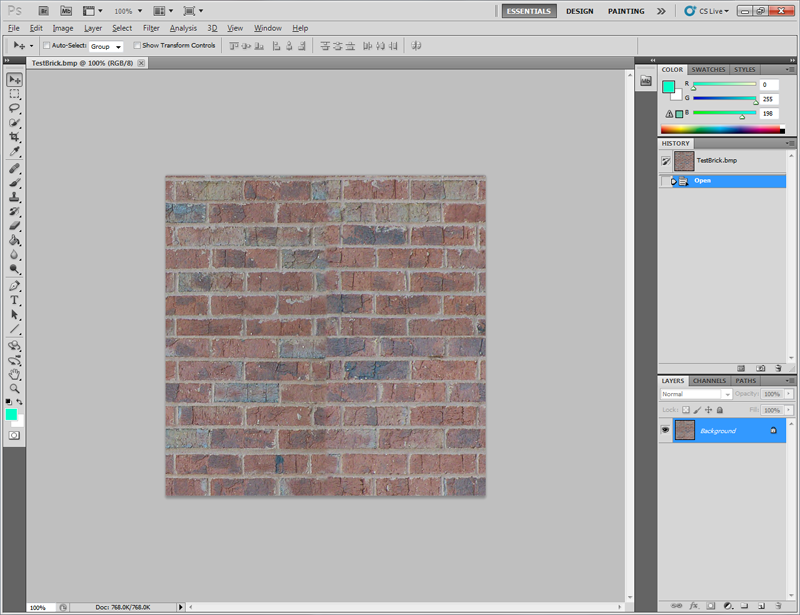 Ps Br Mb 100% ESSENTIALS DESIGN PAINTING >> CS Live
File Edit Image Layer Select Filter Analysis 3D View Window Help
Auto-Select: Group Show Transform Controls
TestBrick.bmp @ 100% (RGB/8)
COLOR SWATCHES STYLES
R 0
G 255
B 198
HISTORY
TestBrick.bmp
Open
LAYERS CHANNELS PATHS
Normal Opacity: 100%
Lock: Fill: 100%
Background
100% Doc: 768.0K/768.0K